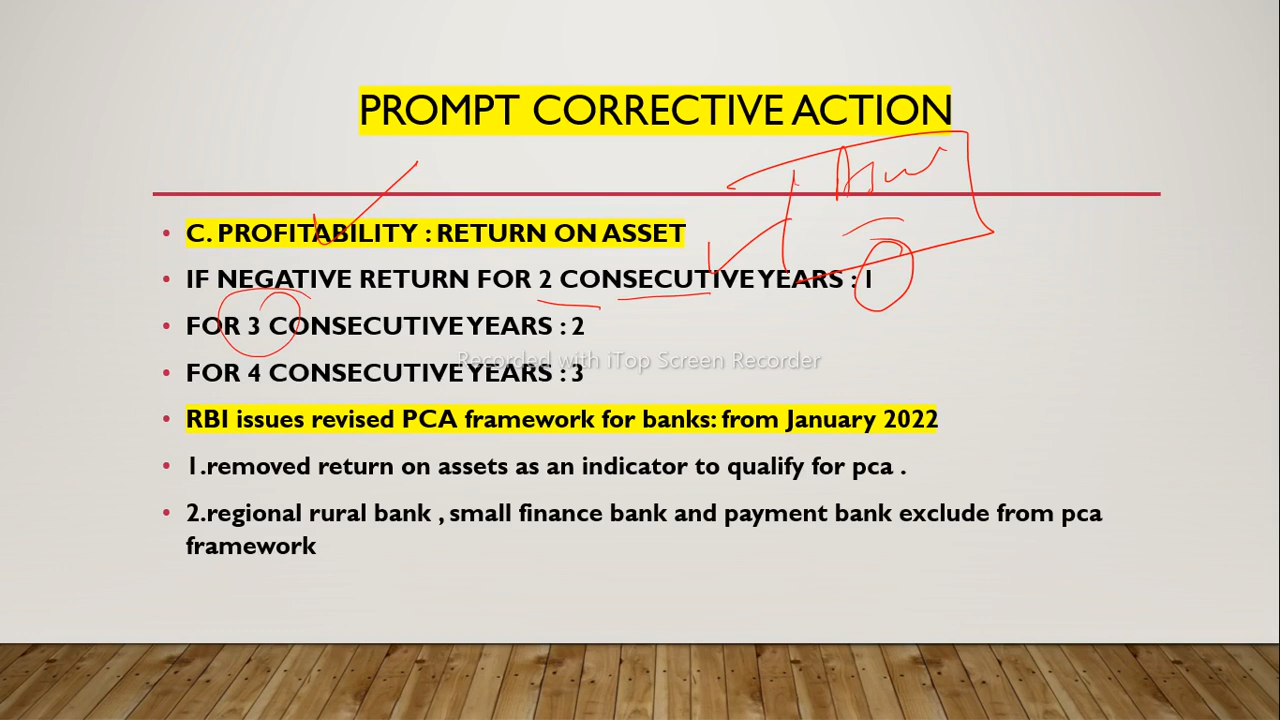 PROMPT CORRECTIVE ACTION
C. PROFITABILITY : RETURN ON ASSET
IF NEGATIVE RETURN FOR 2 CONSECUTIVE YEARS : 1
FOR 3 CONSECUTIVE YEARS : 2
Recorded with iTop Screen Recorder
FOR 4 CONSECUTIVE YEARS : 3
RBI issues revised PCA framework for banks: from January 2022
1.removed return on assets as an indicator to qualify for pca .
2.regional rural bank , small finance bank and payment bank exclude from pca
framework